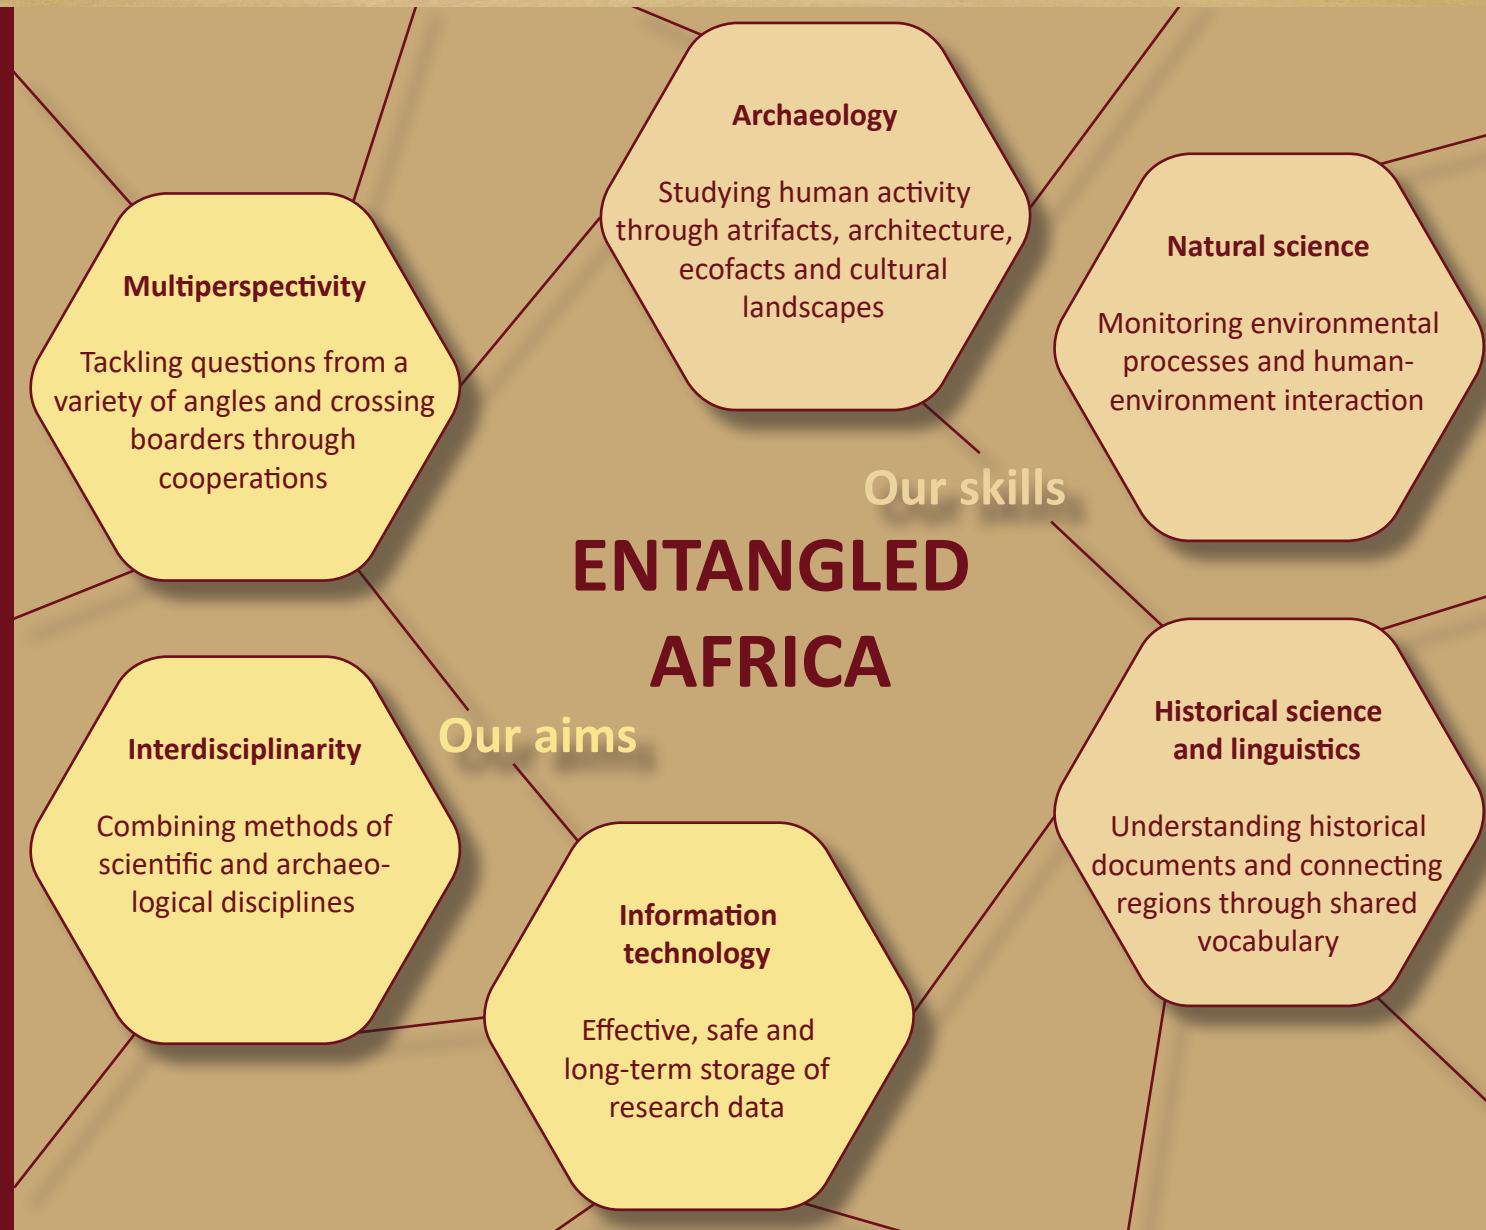 Archaeology
Studying human activity
through atrifacts, architecture,
ecofacts and cultural
landscapes
Natural science
Monitoring environmental
processes and human-
environment interaction
Multiperspectivity
Tackling questions from a
variety of angles and crossing
boarders through
cooperations
Our skills
ENTANGLED
AFRICA
Our aims
Interdisciplinarity
Combining methods of
scientific and archaeo-
logical disciplines
Historical science
and linguistics
Understanding historical
documents and connecting
regions through shared
vocabulary
Information
technology
Effective, safe and
long-term storage of
research data